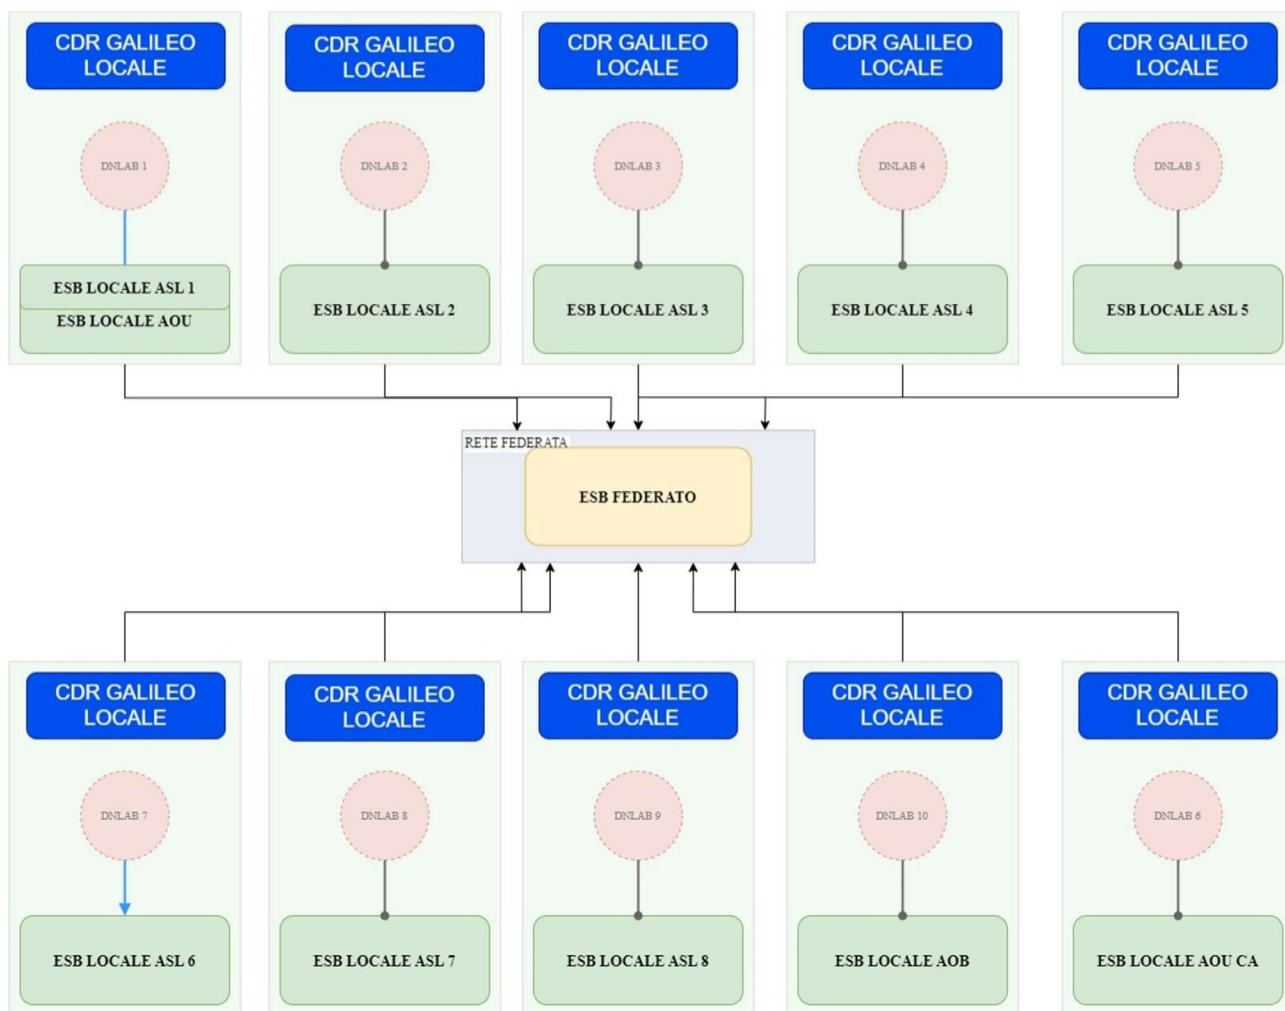 CDR GALILEO
LOCALE
CDR GALILEO
LOCALE
CDR GALILEO
LOCALE
CDR GALILEO
LOCALE
CDR GALILEO
LOCALE
DNLAB 1
DNLAB 2
DNLAB 3
DNLAB 4
DNLAB 5
ESB LOCALE ASL 1
ESB LOCALE AOU
ESB LOCALE ASL 2
ESB LOCALE ASL 3
ESB LOCALE ASL 4
ESB LOCALE ASL 5
RETE FEDERATA
ESB FEDERATO
CDR GALILEO
LOCALE
CDR GALILEO
LOCALE
CDR GALILEO
LOCALE
CDR GALILEO
LOCALE
CDR GALILEO
LOCALE
DNLAB 7
DNLAB 8
DNLAB 9
DNLAB 10
DNLAB 6
ESB LOCALE ASL 6
ESB LOCALE ASL 7
ESB LOCALE ASL 8
ESB LOCALE AOB
ESB LOCALE AOU CA